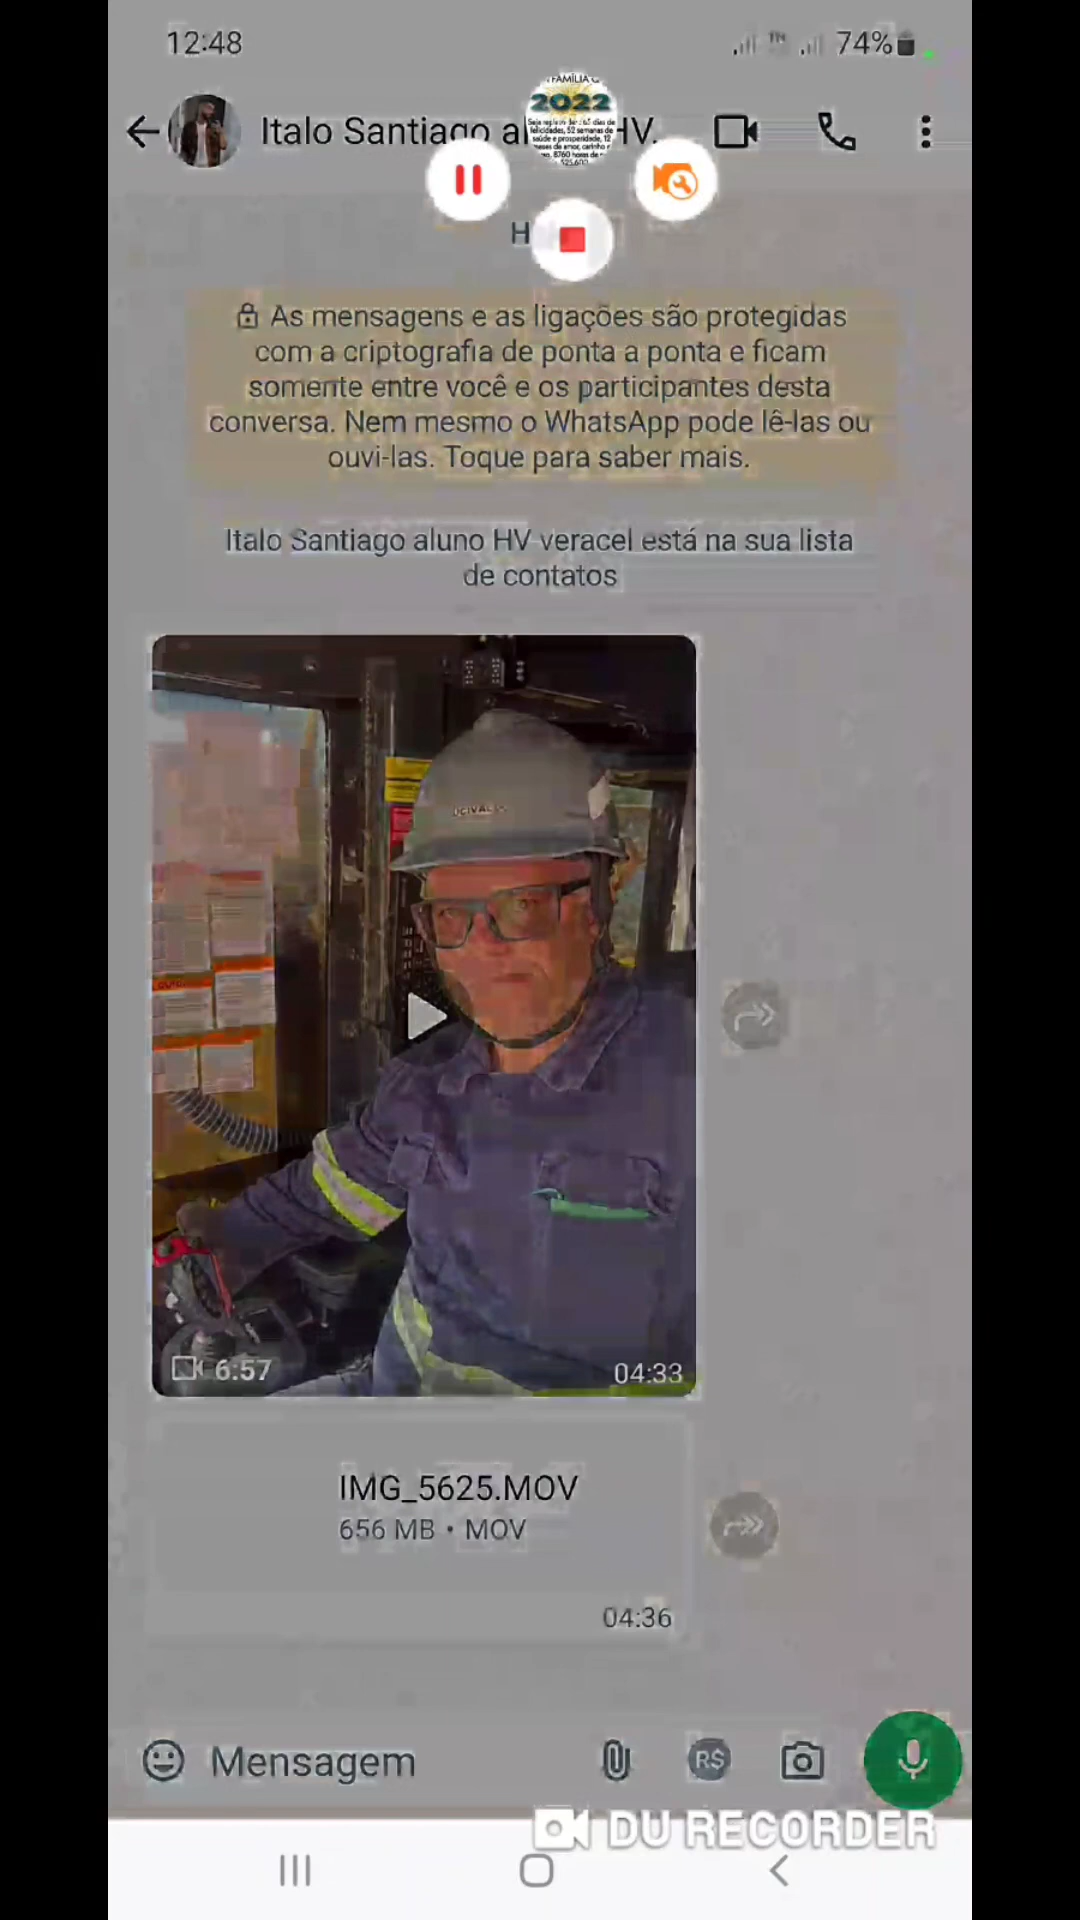 12:48
74%
FAMÍLIA
2022
Italo Santiago al
HV.
H
As mensagens e as ligações são protegidas
com a criptografia de ponta a ponta e ficam
somente entre você e os participantes desta
conversa. Nem mesmo o WhatsApp pode lê-las ou
ouvi-las. Toque para saber mais.
Italo Santiago aluno HV veracel está na sua lista
de contatos
6:57
04:33
IMG_5625.MOV
656 MB • MOV
04:36
Mensagem
R$
DU RECORDER